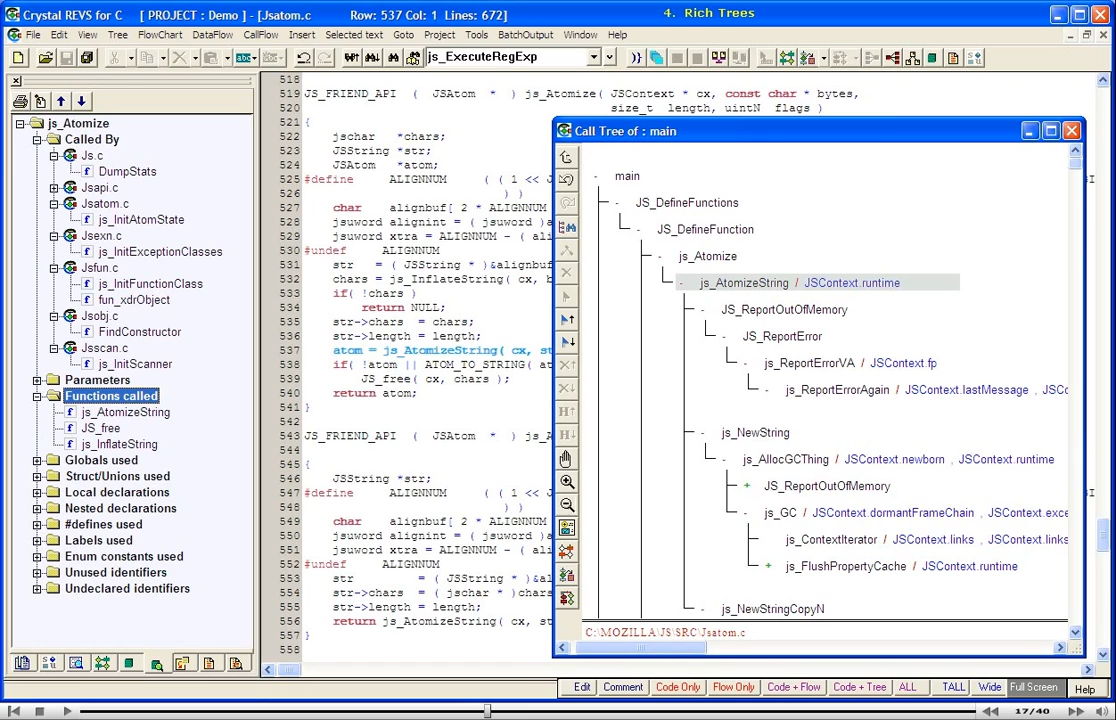 Crystal REVS for C [ PROJECT : Demo ] - [Jsatom.c Row: 537 Col: 1 Lines: 672] 4. Rich Trees
File Edit View Tree FlowChart DataFlow CallFlow Insert Selected text Goto Project Tools BatchOutput Window Help
js_ExecuteRegExp
js_Atomize
Called By
Js.c
DumpStats
Jsapi.c
Jsatom.c
js_InitAtomState
Jsexn.c
js_InitExceptionClasses
Jsfun.c
js_InitFunctionClass
fun_xdrObject
Jsobj.c
FindConstructor
Jsscan.c
js_InitScanner
Parameters
Functions called
js_AtomizeString
JS_free
js_InflateString
Globals used
Struct/Unions used
Local declarations
Nested declarations
#defines used
Labels used
Enum constants used
Unused identifiers
Undeclared identifiers
518
519 JS_FRIEND_API ( JSAtom * ) js_Atomize( JSContext * cx, const char * bytes,
520 size_t length, uintN flags )
521 {
522 jschar *chars;
523 JSString *str;
524 JSAtom *atom;
525 #define ALIGNNUM ( ( 1 << J
) )
527 char alignbuf[ 2 * ALIGNNUM
528 jsuword alignint = ( jsuword )a
529 jsuword xtra = ALIGNNUM - ( ali
530 #undef ALIGNNUM
531 str = ( JSString * )&alignbuf
532 chars = js_InflateString( cx, b
533 if( !chars )
534 return NULL;
535 str->chars = chars;
536 str->length = length;
537 atom = js_AtomizeString( cx, st
538 if( !atom || ATOM_TO_STRING( at
539 JS_free( cx, chars );
540 return atom;
541 }
542
543 JS_FRIEND_API ( JSAtom * ) js_A
544
545 {
546 JSString *str;
547 #define ALIGNNUM ( ( 1 << J
) )
549 char alignbuf[ 2 * ALIGNNUM
550 jsuword alignint = ( jsuword )a
551 jsuword xtra = ALIGNNUM - ( ali
552 #undef ALIGNNUM
553 str = ( JSString * )&al
554 str->chars = ( jschar * )chars
555 str->length = length;
556 return js_AtomizeString( cx, st
557 }
558
Call Tree of : main
- main
- JS_DefineFunctions
- JS_DefineFunction
- js_Atomize
- js_AtomizeString / JSContext.runtime
- JS_ReportOutOfMemory
- JS_ReportError
- js_ReportErrorVA / JSContext.fp
- js_ReportErrorAgain / JSContext.lastMessage , JSCo
- js_NewString
- js_AllocGCThing / JSContext.newborn , JSContext.runtime
+ JS_ReportOutOfMemory
- js_GC / JSContext.dormantFrameChain , JSContext.exce
js_ContextIterator / JSContext.links , JSContext.links
+ js_FlushPropertyCache / JSContext.runtime
- js_NewStringCopyN
C:\MOZILLA\JS\SRC\Jsatom.c
Edit Comment Code Only Flow Only Code + Flow Code + Tree ALL TALL Wide Full Screen Help
17/40